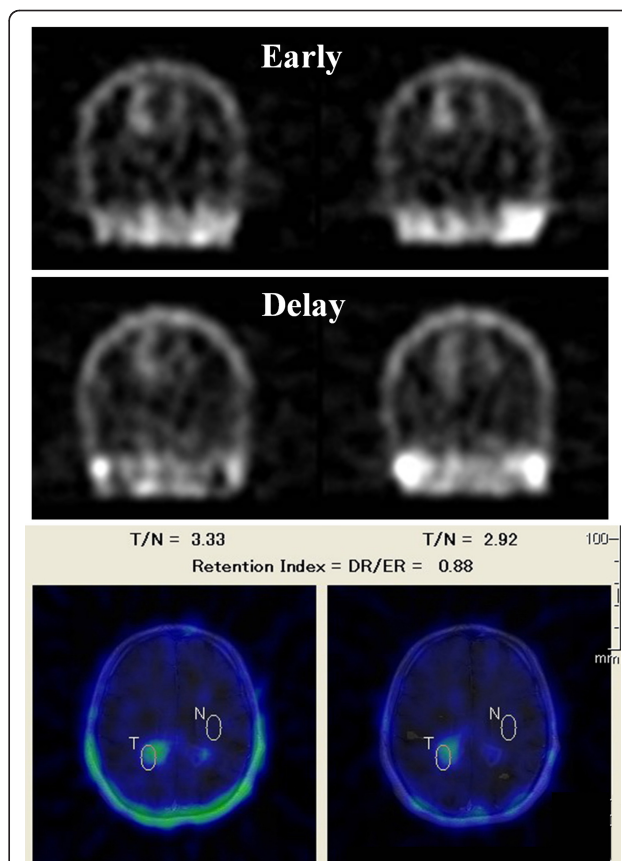 Early
Delay
T/N = 3.33 T/N = 2.92 100
Retention Index = DR/ER = 0.88
mm
N N
T T